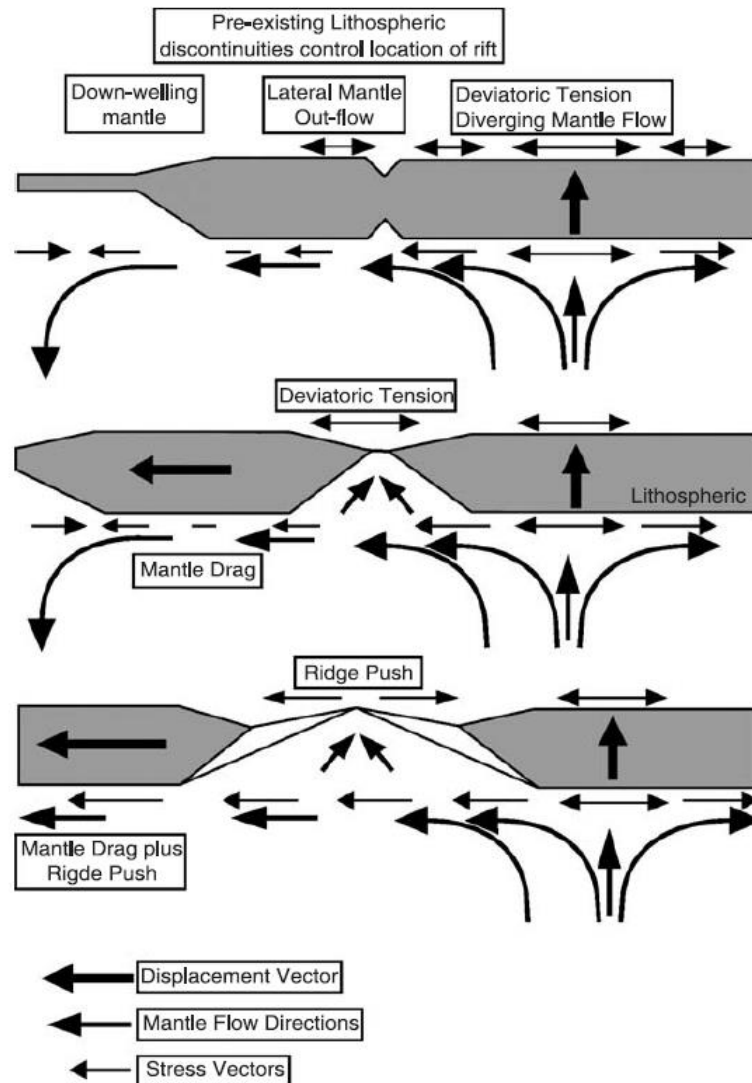 Pre-existing Lithospheric
discontinuities control location of rift
Down-welling
mantle
Lateral Mantle
Out-flow
Deviatoric Tension
Diverging Mantle Flow
Deviatoric Tension
Lithospheric
Mantle Drag
Ridge Push
Mantle Drag plus
Rigde Push
Displacement Vector
Mantle Flow Directions
Stress Vectors